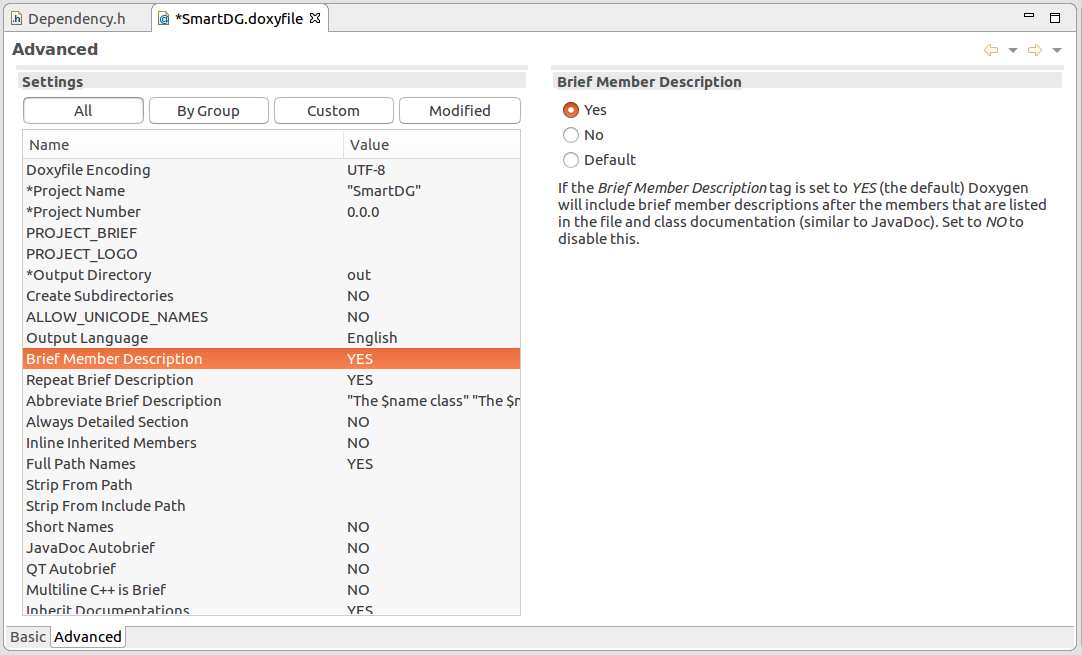 Dependency.h
*SmartDG.doxyfile
Advanced
Settings
All By Group Custom Modified
Name Value
Doxyfile Encoding UTF-8
*Project Name "SmartDG"
*Project Number 0.0.0
PROJECT_BRIEF
PROJECT_LOGO
*Output Directory out
Create Subdirectories NO
ALLOW_UNICODE_NAMES NO
Output Language English
Brief Member Description YES
Repeat Brief Description YES
Abbreviate Brief Description "The $name class" "The $n
Always Detailed Section NO
Inline Inherited Members NO
Full Path Names YES
Strip From Path
Strip From Include Path
Short Names NO
JavaDoc Autobrief NO
QT Autobrief NO
Multiline C++ is Brief NO
Inherit Documentations YES
Brief Member Description
Yes
No
Default
If the Brief Member Description tag is set to YES (the default) Doxygen
will include brief member descriptions after the members that are listed
in the file and class documentation (similar to JavaDoc). Set to NO to
disable this.
Basic Advanced